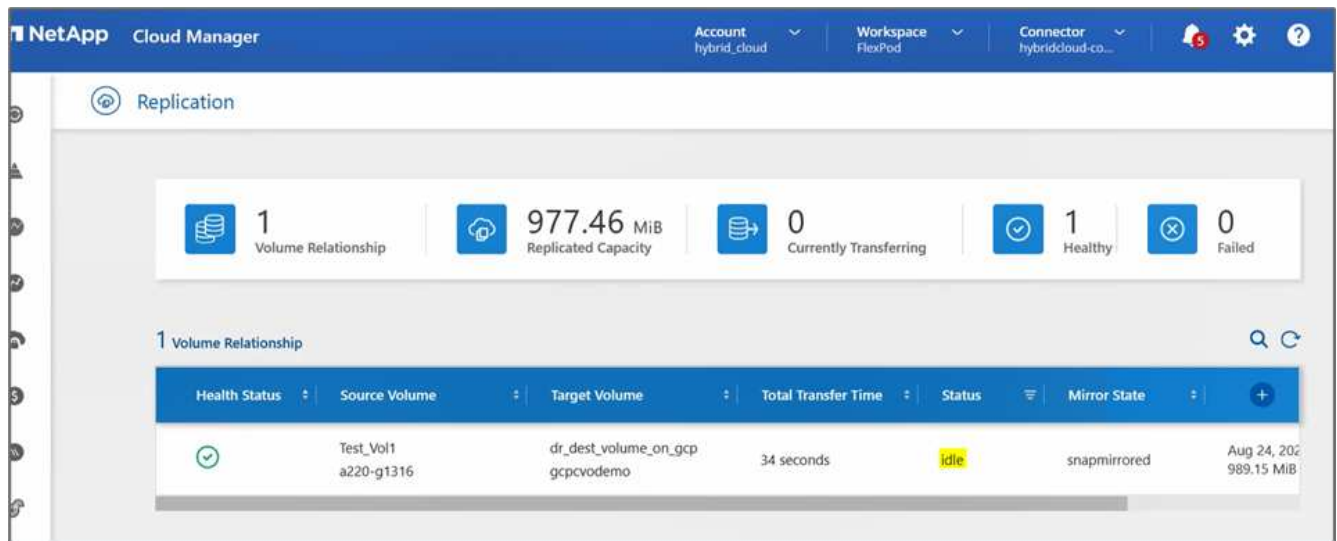 NetApp Cloud Manager
Account
hybrid_cloud
Workspace
FlexPod
Connector
hybridcloud-co...
5
Replication
1
Volume Relationship
977.46 MiB
Replicated Capacity
0
Currently Transferring
1
Healthy
0
Failed
1 Volume Relationship
Health Status Source Volume Target Volume Total Transfer Time Status Mirror State
Test_Vol1 dr_dest_volume_on_gcp Aug 24, 202
34 seconds idle snapmirrored
a220-g1316 gcpcvodemo 989.15 MiB